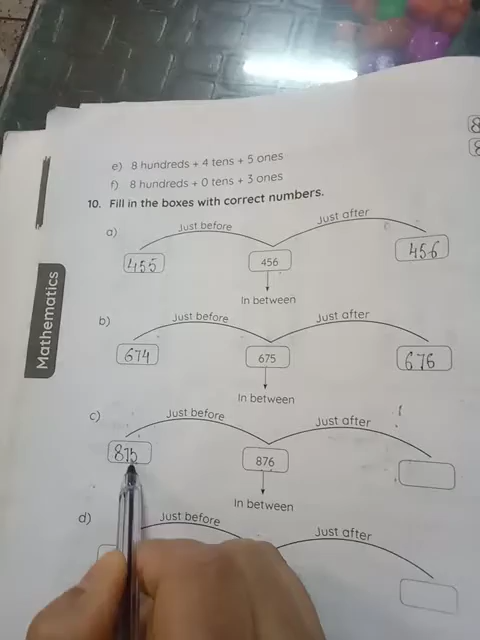 e) 8 hundreds + 4 tens + 5 ones
f) 8 hundreds + 0 tens + 3 ones
10. Fill in the boxes with correct numbers.
a) Just before Just after
455 456 456
In between
b) Just before Just after
674 675 676
In between
c) Just before Just after
875 876
In between
d) Just before Just after
Mathematics